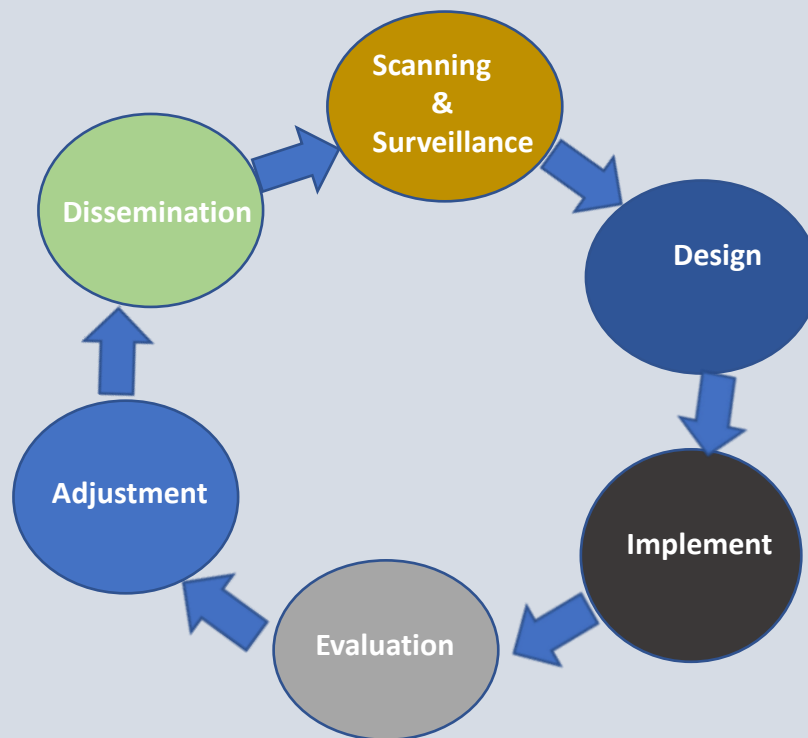 Scanning
&
Surveillance
Design
Implement
Evaluation
Adjustment
Dissemination